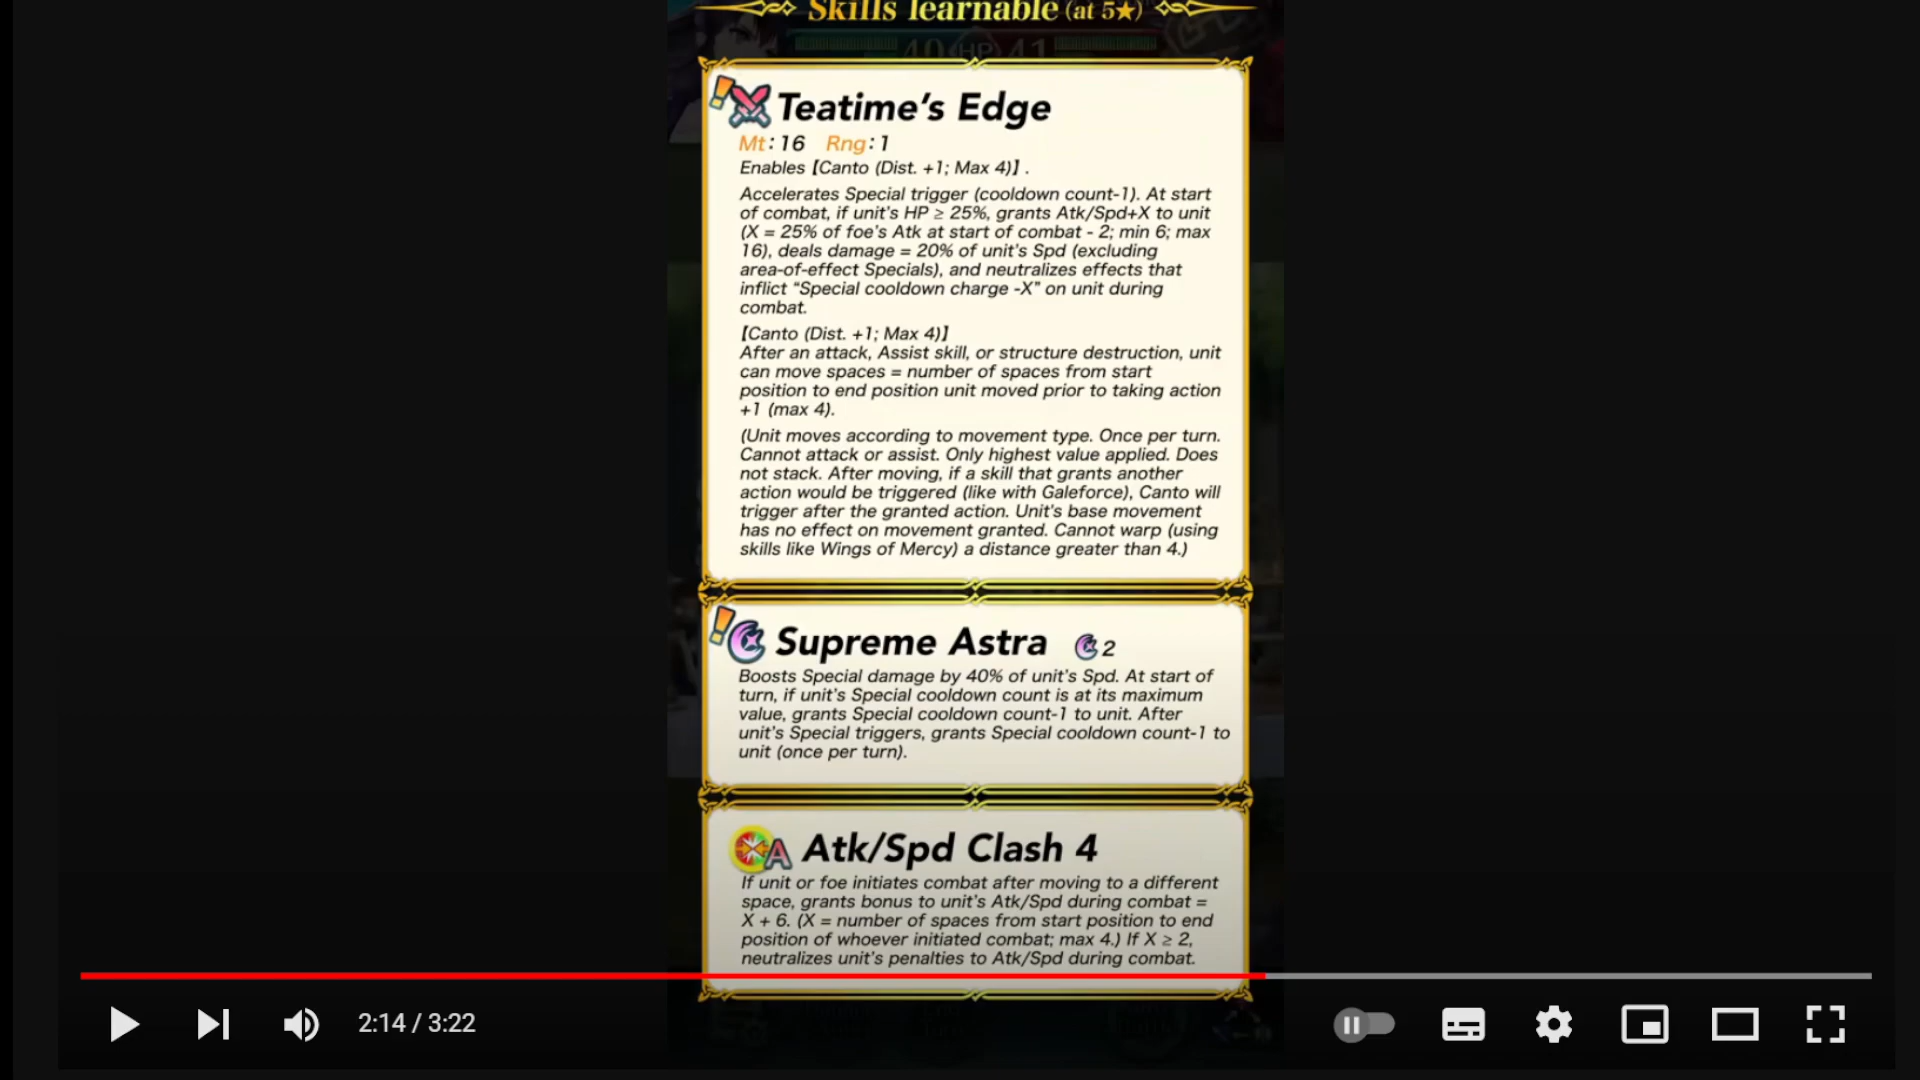 Skills learnable (at 5★)
40 HP 41
Teatime's Edge
Mt: 16 Rng: 1
Enables【Canto (Dist. +1; Max 4)】.
Accelerates Special trigger (cooldown count-1). At start
of combat, if unit's HP ≥ 25%, grants Atk/Spd+X to unit
(X = 25% of foe's Atk at start of combat - 2; min 6; max
16), deals damage = 20% of unit's Spd (excluding
area-of-effect Specials), and neutralizes effects that
inflict “Special cooldown charge -X” on unit during
combat.
【Canto (Dist. +1; Max 4)】
After an attack, Assist skill, or structure destruction, unit
can move spaces = number of spaces from start
position to end position unit moved prior to taking action
+1 (max 4).
(Unit moves according to movement type. Once per turn.
Cannot attack or assist. Only highest value applied. Does
not stack. After moving, if a skill that grants another
action would be triggered (like with Galeforce), Canto will
trigger after the granted action. Unit's base movement
has no effect on movement granted. Cannot warp (using
skills like Wings of Mercy) a distance greater than 4.)
Supreme Astra 2
Boosts Special damage by 40% of unit's Spd. At start of
turn, if unit's Special cooldown count is at its maximum
value, grants Special cooldown count-1 to unit. After
unit's Special triggers, grants Special cooldown count-1 to
unit (once per turn).
A Atk/Spd Clash 4
If unit or foe initiates combat after moving to a different
space, grants bonus to unit's Atk/Spd during combat =
X + 6. (X = number of spaces from start position to end
position of whoever initiated combat; max 4.) If X ≥ 2,
neutralizes unit's penalties to Atk/Spd during combat.
2:14 / 3:22